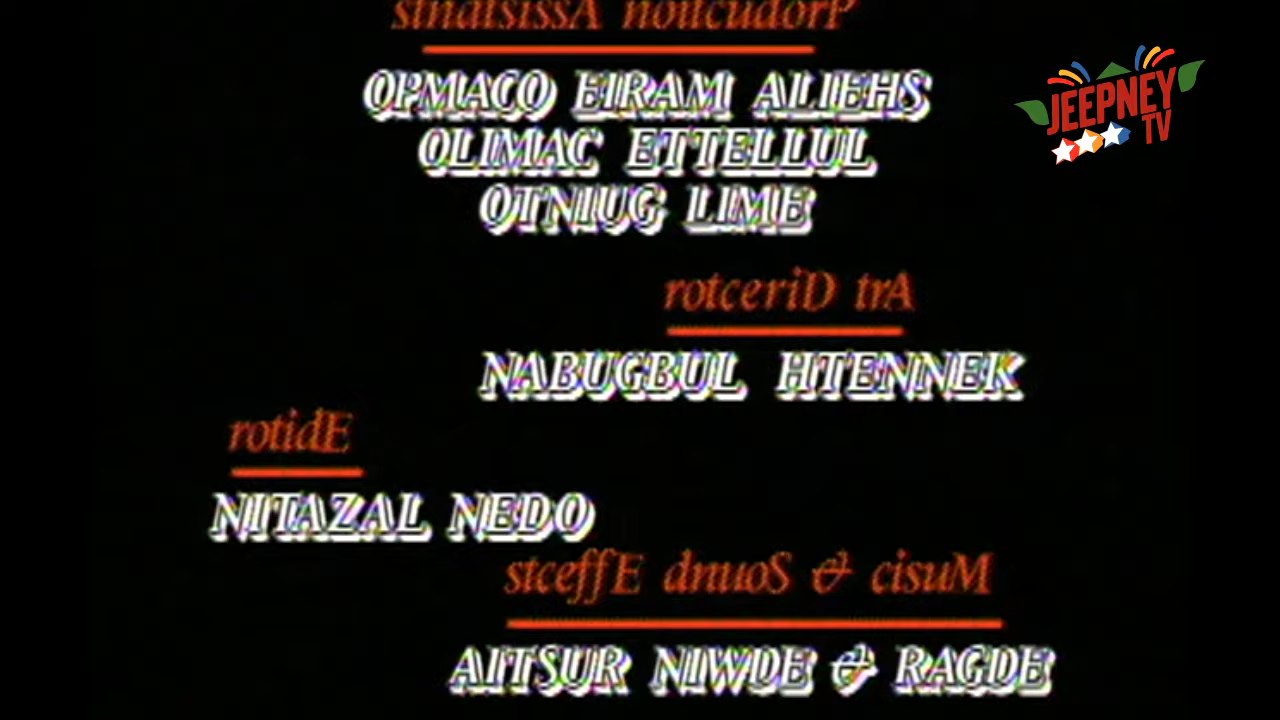 stnatsissA noitcudorP
OPMACO EIRAM ALIEHS
OLIMAC ETTELLUL
OTNIUG LIME
rotceriD trA
NABUGBUL HTENNEK
rotidE
NITAZAL NEDO
stceffE dnuoS & cisuM
AITSUR NIWDE & RAGDE
JEEPNEY
TV